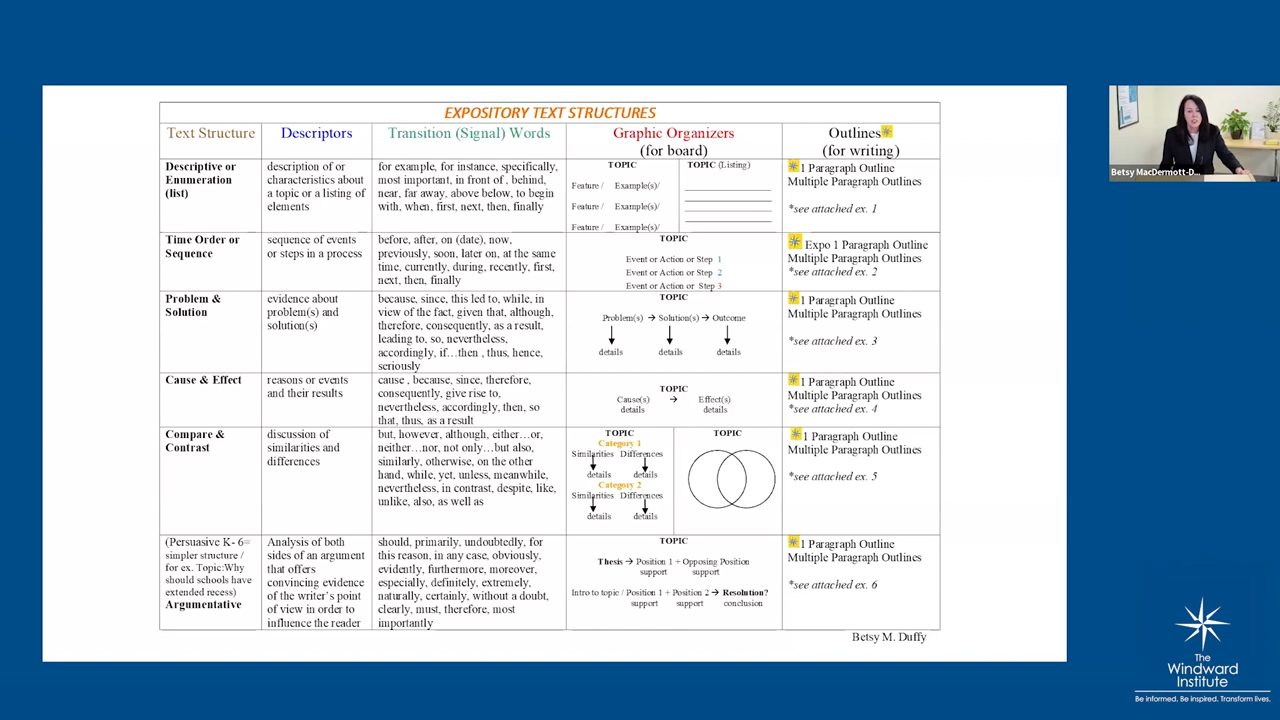 EXPOSITORY TEXT STRUCTURES
Text Structure
Descriptors
Transition (Signal) Words
Graphic Organizers
(for board)
Outlines
(for writing)
Descriptive or
Enumeration
(list)
description of or
characteristics about
a topic or a listing of
elements
for example, for instance, specifically,
most important, in front of , behind,
near, far away, above below, to begin
with, when, first, next, then, finally
TOPIC
Feature / Example(s)/
Feature / Example(s)/
Feature / Example(s)/
TOPIC (Listing)
1 Paragraph Outline
Multiple Paragraph Outlines
*see attached ex. 1
Time Order or
Sequence
sequence of events
or steps in a process
before, after, on (date), now,
previously, soon, later on, at the same
time, currently, during, recently, first,
next, then, finally
TOPIC
Event or Action or Step 1
Event or Action or Step 2
Event or Action or Step 3
Expo 1 Paragraph Outline
Multiple Paragraph Outlines
*see attached ex. 2
Problem &
Solution
evidence about
problem(s) and
solution(s)
because, since, this led to, while, in
view of the fact, given that, although,
therefore, consequently, as a result,
leading to, so, nevertheless,
accordingly, if…then , thus, hence,
seriously
TOPIC
Problem(s) → Solution(s) → Outcome
details details details
1 Paragraph Outline
Multiple Paragraph Outlines
*see attached ex. 3
Cause & Effect
reasons or events
and their results
cause , because, since, therefore,
consequently, give rise to,
nevertheless, accordingly, then, so
that, thus, as a result
TOPIC
Cause(s) → Effect(s)
details details
1 Paragraph Outline
Multiple Paragraph Outlines
*see attached ex. 4
Compare &
Contrast
discussion of
similarities and
differences
but, however, although, either…or,
neither…nor, not only…but also,
similarly, otherwise, on the other
hand, while, yet, unless, meanwhile,
nevertheless, in contrast, despite, like,
unlike, also, as well as
TOPIC
Category 1
Similarities Differences
details details
Category 2
Similarities Differences
details details
TOPIC
1 Paragraph Outline
Multiple Paragraph Outlines
*see attached ex. 5
(Persuasive K- 6=
simpler structure /
for ex. Topic:Why
should schools have
extended recess)
Argumentative
Analysis of both
sides of an argument
that offers
convincing evidence
of the writer's point
of view in order to
influence the reader
should, primarily, undoubtedly, for
this reason, in any case, obviously,
evidently, furthermore, moreover,
especially, definitely, extremely,
naturally, certainly, without a doubt,
clearly, must, therefore, most
importantly
TOPIC
Thesis → Position 1 + Opposing Position
support support
Intro to topic / Position 1 + Position 2 → Resolution?
support support conclusion
1 Paragraph Outline
Multiple Paragraph Outlines
*see attached ex. 6
Betsy M. Duffy
Betsy MacDermott-D...
The
Windward
Institute
Be informed. Be inspired. Transform lives.